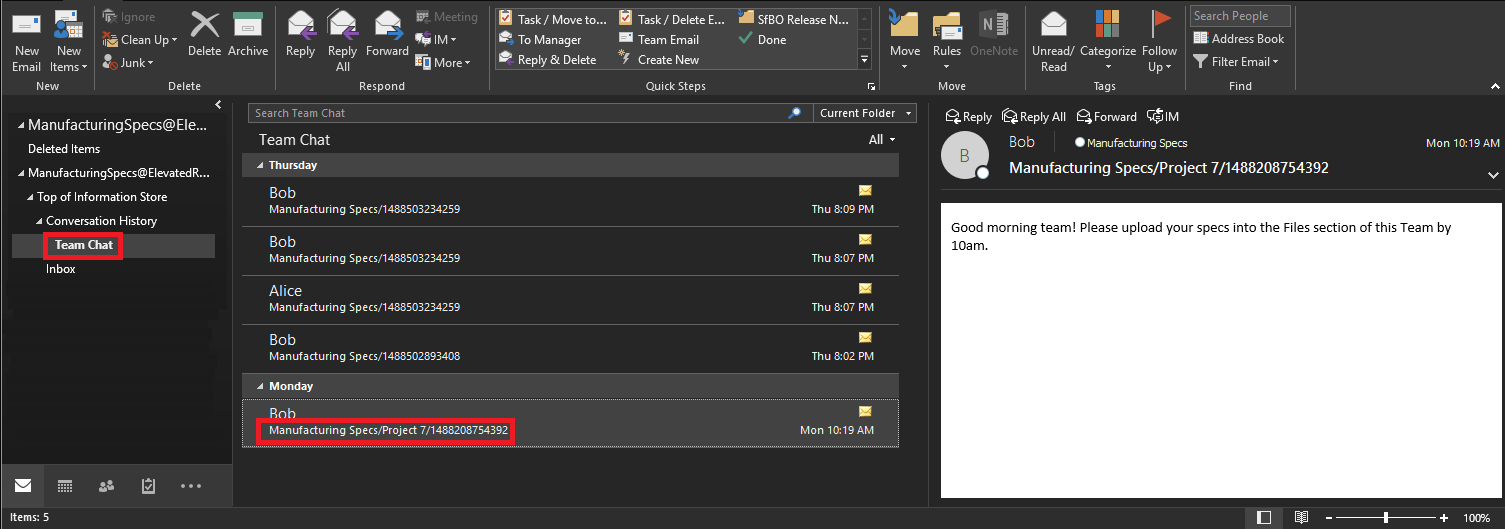 New Email
New Items
New
Ignore
Clean Up
Junk
Delete
Archive
Delete
Reply
Reply All
Forward
Meeting
IM
More
Respond
Task / Move to...
To Manager
Reply & Delete
Task / Delete E...
Team Email
Create New
SfBO Release N...
Done
Quick Steps
Move
Rules
OneNote
Move
Unread/ Read
Categorize
Follow Up
Tags
Search People
Address Book
Filter Email
Find
ManufacturingSpecs@Ele...
Deleted Items
ManufacturingSpecs@ElevatedR...
Top of Information Store
Conversation History
Team Chat
Inbox
Search Team Chat
Current Folder
Team Chat
All
Thursday
Bob
Manufacturing Specs/1488503234259
Thu 8:09 PM
Bob
Manufacturing Specs/1488503234259
Thu 8:07 PM
Alice
Manufacturing Specs/1488503234259
Thu 8:07 PM
Bob
Manufacturing Specs/1488502893408
Thu 8:02 PM
Monday
Bob
Manufacturing Specs/Project 7/1488208754392
Mon 10:19 AM
Reply
Reply All
Forward
IM
B
Bob
Manufacturing Specs
Mon 10:19 AM
Manufacturing Specs/Project 7/1488208754392
Good morning team! Please upload your specs into the Files section of this Team by
10am.
Items: 5
100%